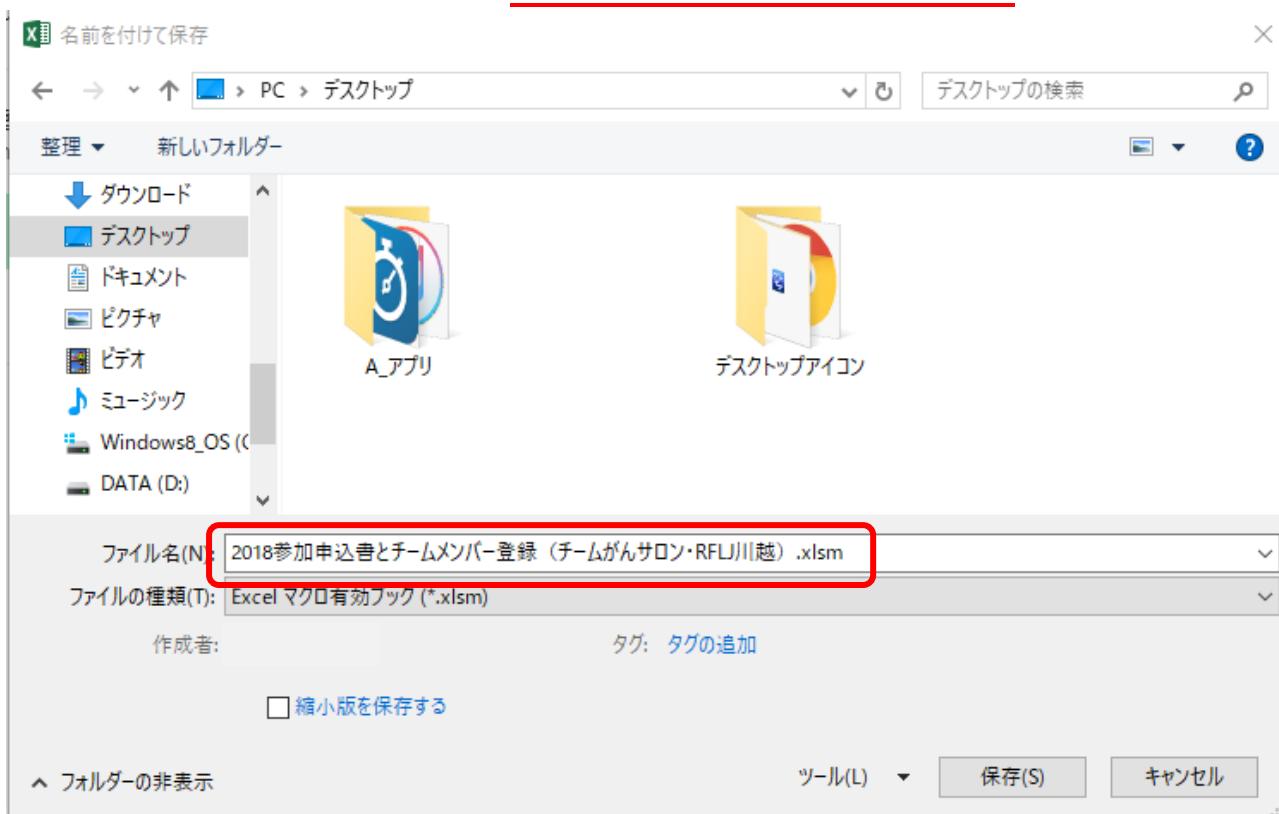 名前を付けて保存
PC › デスクトップ
デスクトップの検索
整理
新しいフォルダー
ダウンロード
デスクトップ
ドキュメント
ピクチャ
ビデオ
ミュージック
Windows8_OS (C
DATA (D:)
A_アプリ
デスクトップアイコン
ファイル名(N): 2018参加申込書とチームメンバー登録（チームがんサロン・RFLJ川越）.xlsm
ファイルの種類(T): Excel マクロ有効ブック (*.xlsm)
作成者:
タグ: タグの追加
縮小版を保存する
フォルダーの非表示
ツール(L)
保存(S)
キャンセル